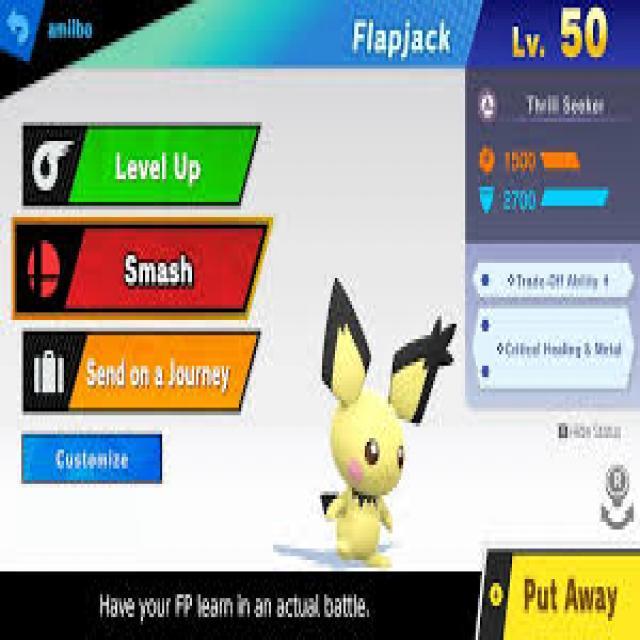 amiibo
Flapjack
Lv. 50
Thrill Seeker
1500
2700
Level Up
Smash
Send on a Journey
Customize
Trade-Off Ability ↑
Critical Healing & Metal
Hide Status
R
Have your FP learn in an actual battle.
Put Away